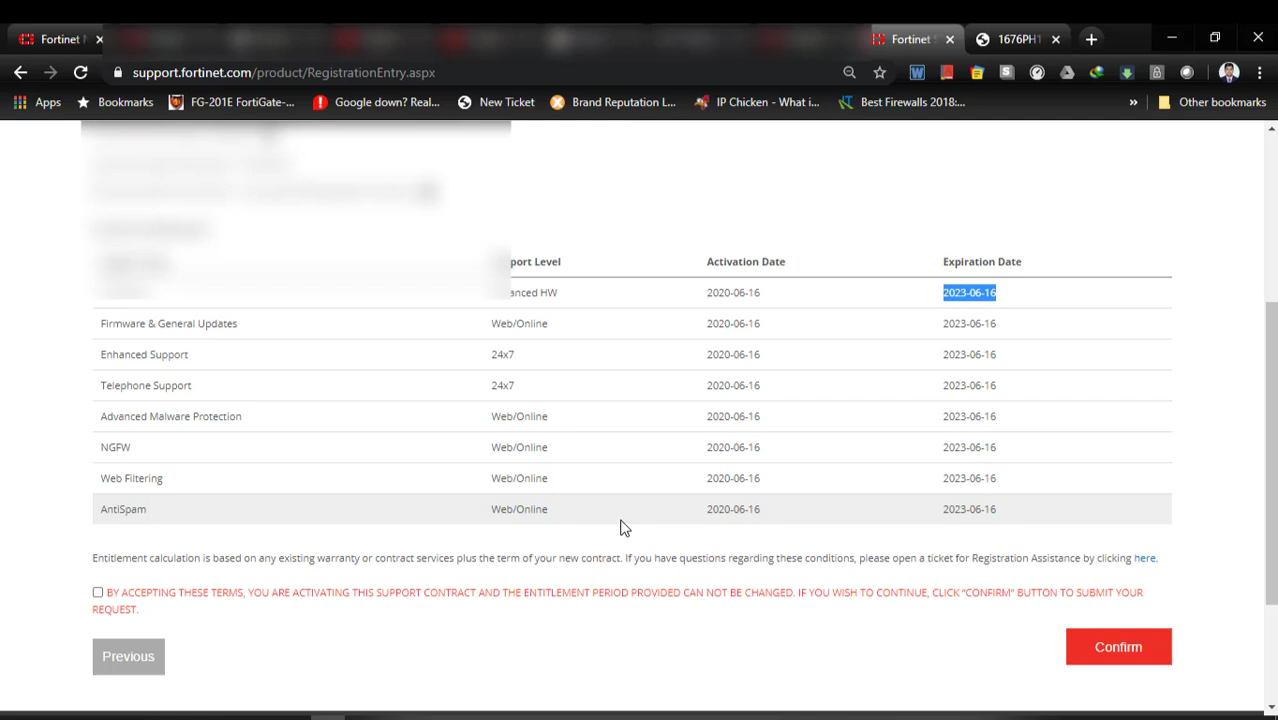 Fortinet
Fortinet
1676PH1
support.fortinet.com/product/RegistrationEntry.aspx
Apps Bookmarks FG-201E FortiGate-... Google down? Real... New Ticket Brand Reputation L... IP Chicken - What i... Best Firewalls 2018:... » Other bookmarks
port Level Activation Date Expiration Date
anced HW 2020-06-16 2023-06-16
Firmware & General Updates Web/Online 2020-06-16 2023-06-16
Enhanced Support 24x7 2020-06-16 2023-06-16
Telephone Support 24x7 2020-06-16 2023-06-16
Advanced Malware Protection Web/Online 2020-06-16 2023-06-16
NGFW Web/Online 2020-06-16 2023-06-16
Web Filtering Web/Online 2020-06-16 2023-06-16
AntiSpam Web/Online 2020-06-16 2023-06-16
Entitlement calculation is based on any existing warranty or contract services plus the term of your new contract. If you have questions regarding these conditions, please open a ticket for Registration Assistance by clicking here.
BY ACCEPTING THESE TERMS, YOU ARE ACTIVATING THIS SUPPORT CONTRACT AND THE ENTITLEMENT PERIOD PROVIDED CAN NOT BE CHANGED. IF YOU WISH TO CONTINUE, CLICK "CONFIRM" BUTTON TO SUBMIT YOUR
REQUEST.
Previous Confirm